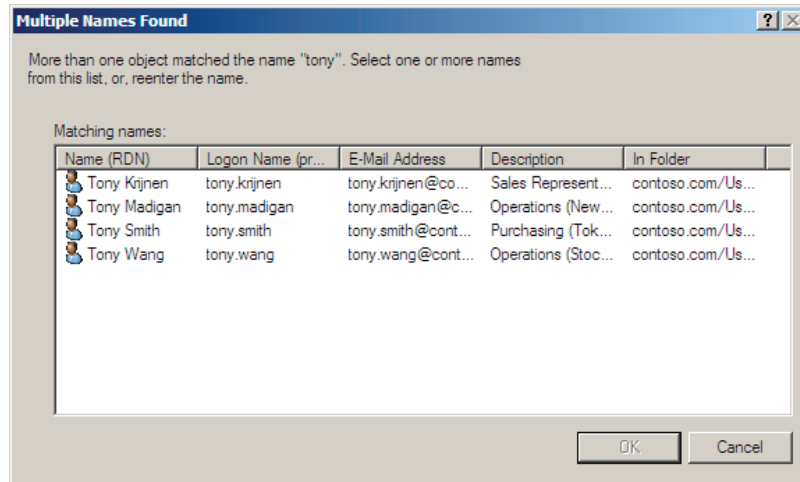 Multiple Names Found
More than one object matched the name "tony". Select one or more names
from this list, or, reenter the name.
Matching names:
Name (RDN) Logon Name (pr... E-Mail Address Description In Folder
Tony Krijnen tony.krijnen tony.krijnen@co... Sales Represent... contoso.com/Us...
Tony Madigan tony.madigan tony.madigan@c... Operations (New... contoso.com/Us...
Tony Smith tony.smith tony.smith@cont... Purchasing (Tok... contoso.com/Us...
Tony Wang tony.wang tony.wang@cont... Operations (Stoc... contoso.com/Us...
OK Cancel